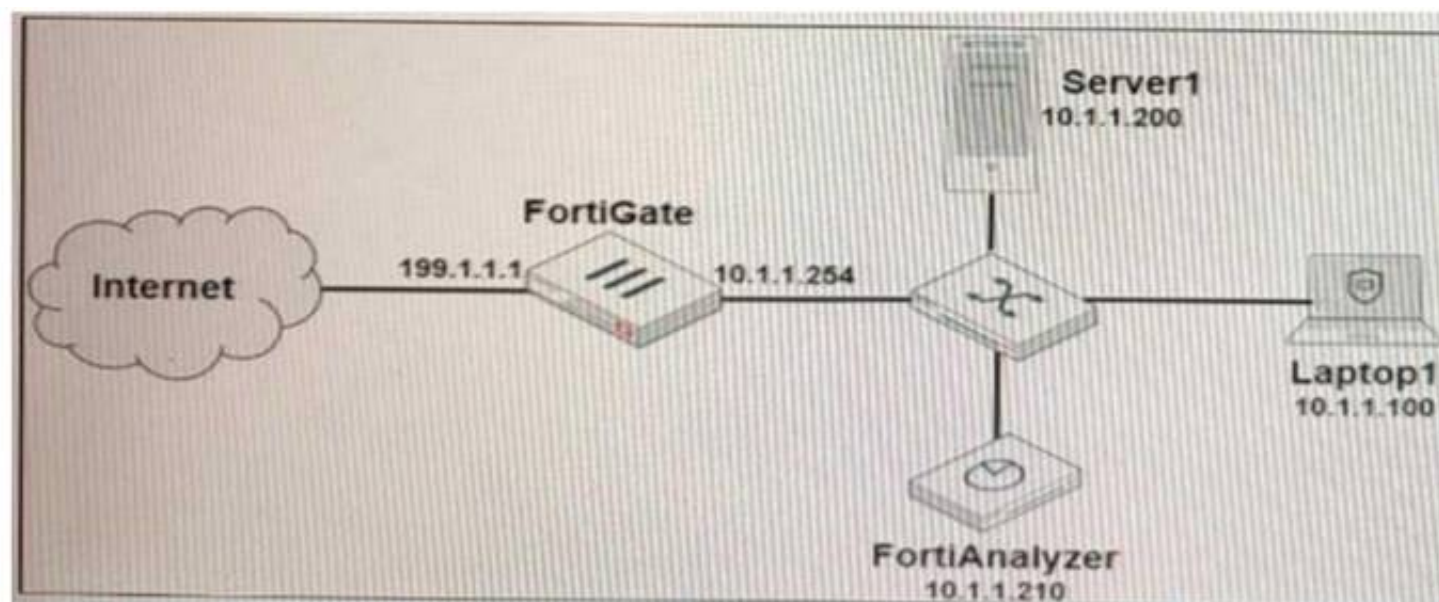 Server1
10.1.1.200
FortiGate
Internet
199.1.1.1
10.1.1.254
Laptop1
10.1.1.100
FortiAnalyzer
10.1.1.210